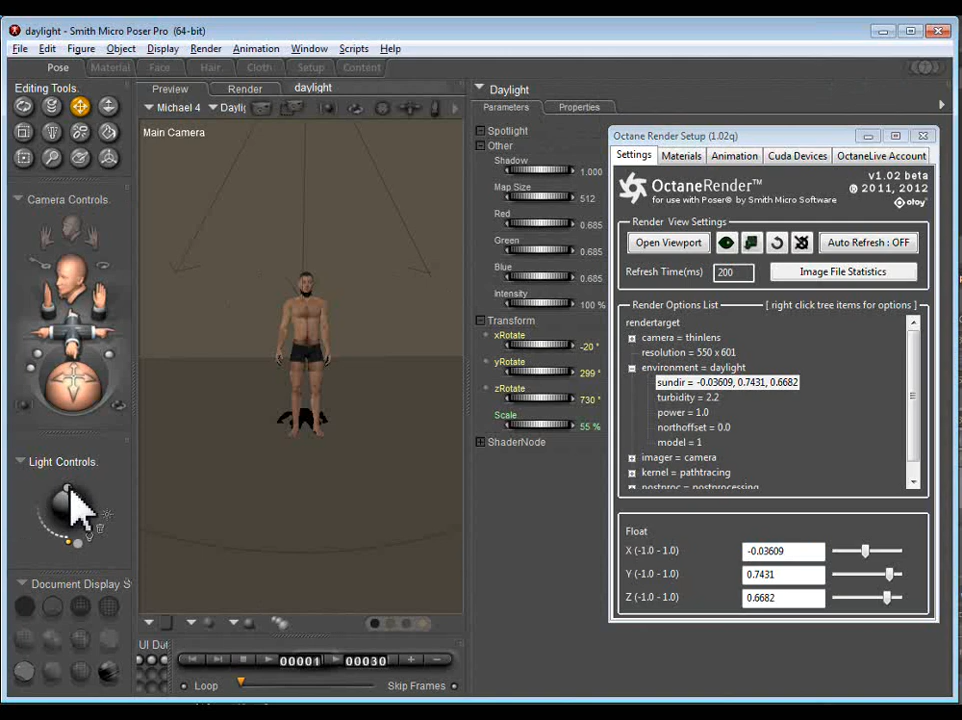 daylight - Smith Micro Poser Pro (64-bit)
File Edit Figure Object Display Render Animation Window Scripts Help
Pose Material Face Hair Cloth Setup Content
Editing Tools.
Preview Render daylight
Michael 4 Dayli
Main Camera
Camera Controls.
Light Controls.
Document Display S
UI Dot
00001 00030
Loop Skip Frames
Daylight
Parameters Properties
Spotlight
Other
Shadow
1.000
Map Size
512
Red
0.685
Green
0.685
Blue
0.685
Intensity
100 %
Transform
xRotate
-20 °
yRotate
299 °
zRotate
730 °
Scale
55 %
ShaderNode
Octane Render Setup (1.02q)
Settings Materials Animation Cuda Devices OctaneLive Account
OctaneRender™
for use with Poser® by Smith Micro Software
v1.02 beta
® 2011, 2012
otoy
Render View Settings
Open Viewport Auto Refresh : OFF
Refresh Time(ms) 200 Image File Statistics
Render Options List [ right click tree items for options ]
rendertarget
camera = thinlens
resolution = 550 x 601
environment = daylight
sundir = -0.03609, 0.7431, 0.6682
turbidity = 2.2
power = 1.0
northoffset = 0.0
model = 1
imager = camera
kernel = pathtracing
postproc = postprocessing
Float
X (-1.0 - 1.0) -0.03609
Y (-1.0 - 1.0) 0.7431
Z (-1.0 - 1.0) 0.6682